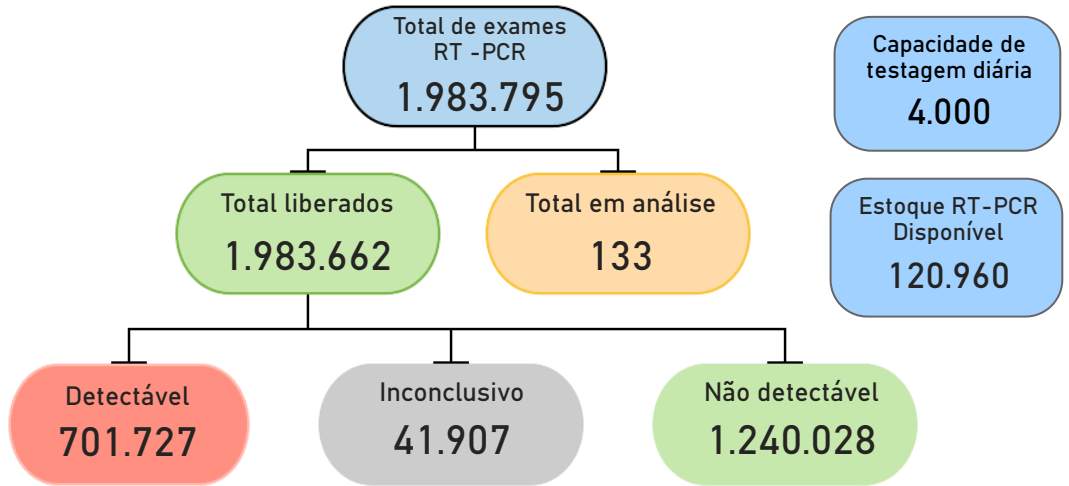 Total de exames
RT -PCR
1.983.795
Capacidade de
testagem diária
4.000
Total liberados
1.983.662
Total em análise
133
Estoque RT-PCR
Disponível
120.960
Detectável
701.727
Inconclusivo
41.907
Não detectável
1.240.028